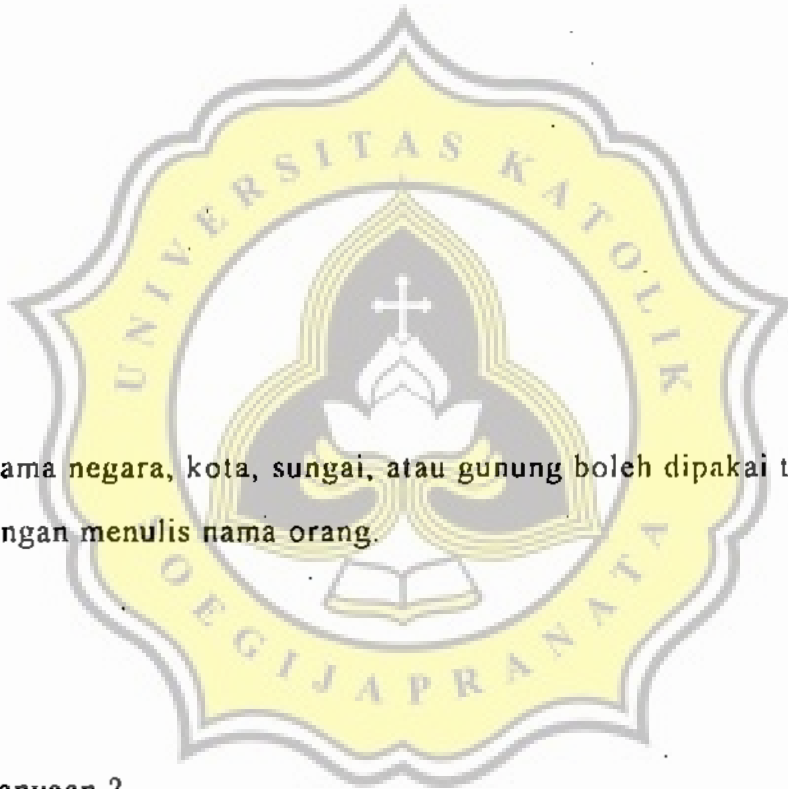 UNIVERSITAS KATOLIK
ama negara, kota, sungai, atau gunung boleh dipakai t
ngan menulis nama orang.
SOEGIJAPRANATA